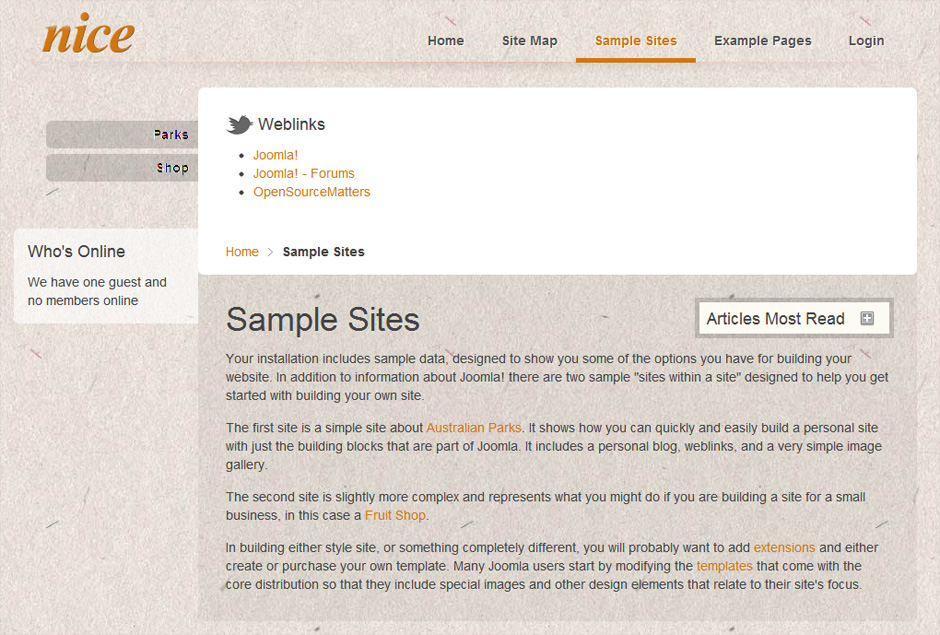 nice
Home Site Map Sample Sites Example Pages Login
Parks
Shop
Who's Online
We have one guest and
no members online
Weblinks
Joomla!
Joomla! - Forums
OpenSourceMatters
Home Sample Sites
Sample Sites
Articles Most Read
Your installation includes sample data, designed to show you some of the options you have for building your
website. In addition to information about Joomla! there are two sample "sites within a site" designed to help you get
started with building your own site.
The first site is a simple site about Australian Parks. It shows how you can quickly and easily build a personal site
with just the building blocks that are part of Joomla. It includes a personal blog, weblinks, and a very simple image
gallery.
The second site is slightly more complex and represents what you might do if you are building a site for a small
business, in this case a Fruit Shop.
In building either style site, or something completely different, you will probably want to add extensions and either
create or purchase your own template. Many Joomla users start by modifying the templates that come with the
core distribution so that they include special images and other design elements that relate to their site's focus.